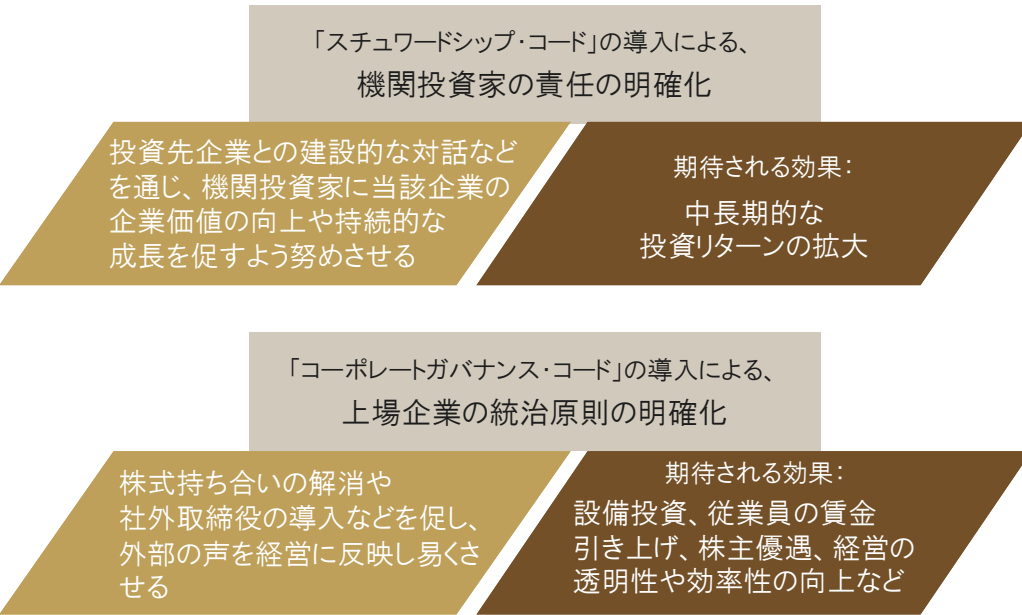 「スチュワードシップ・コード」の導入による、
機関投資家の責任の明確化
投資先企業との建設的な対話など
を通じ、機関投資家に当該企業の
企業価値の向上や持続的な
成長を促すよう努めさせる
期待される効果：
中長期的な
投資リターンの拡大
「コーポレートガバナンス・コード」の導入による、
上場企業の統治原則の明確化
株式持ち合いの解消や
社外取締役の導入などを促し、
外部の声を経営に反映し易くさ
せる
期待される効果：
設備投資、従業員の賃金
引き上げ、株主優遇、経営の
透明性や効率性の向上など